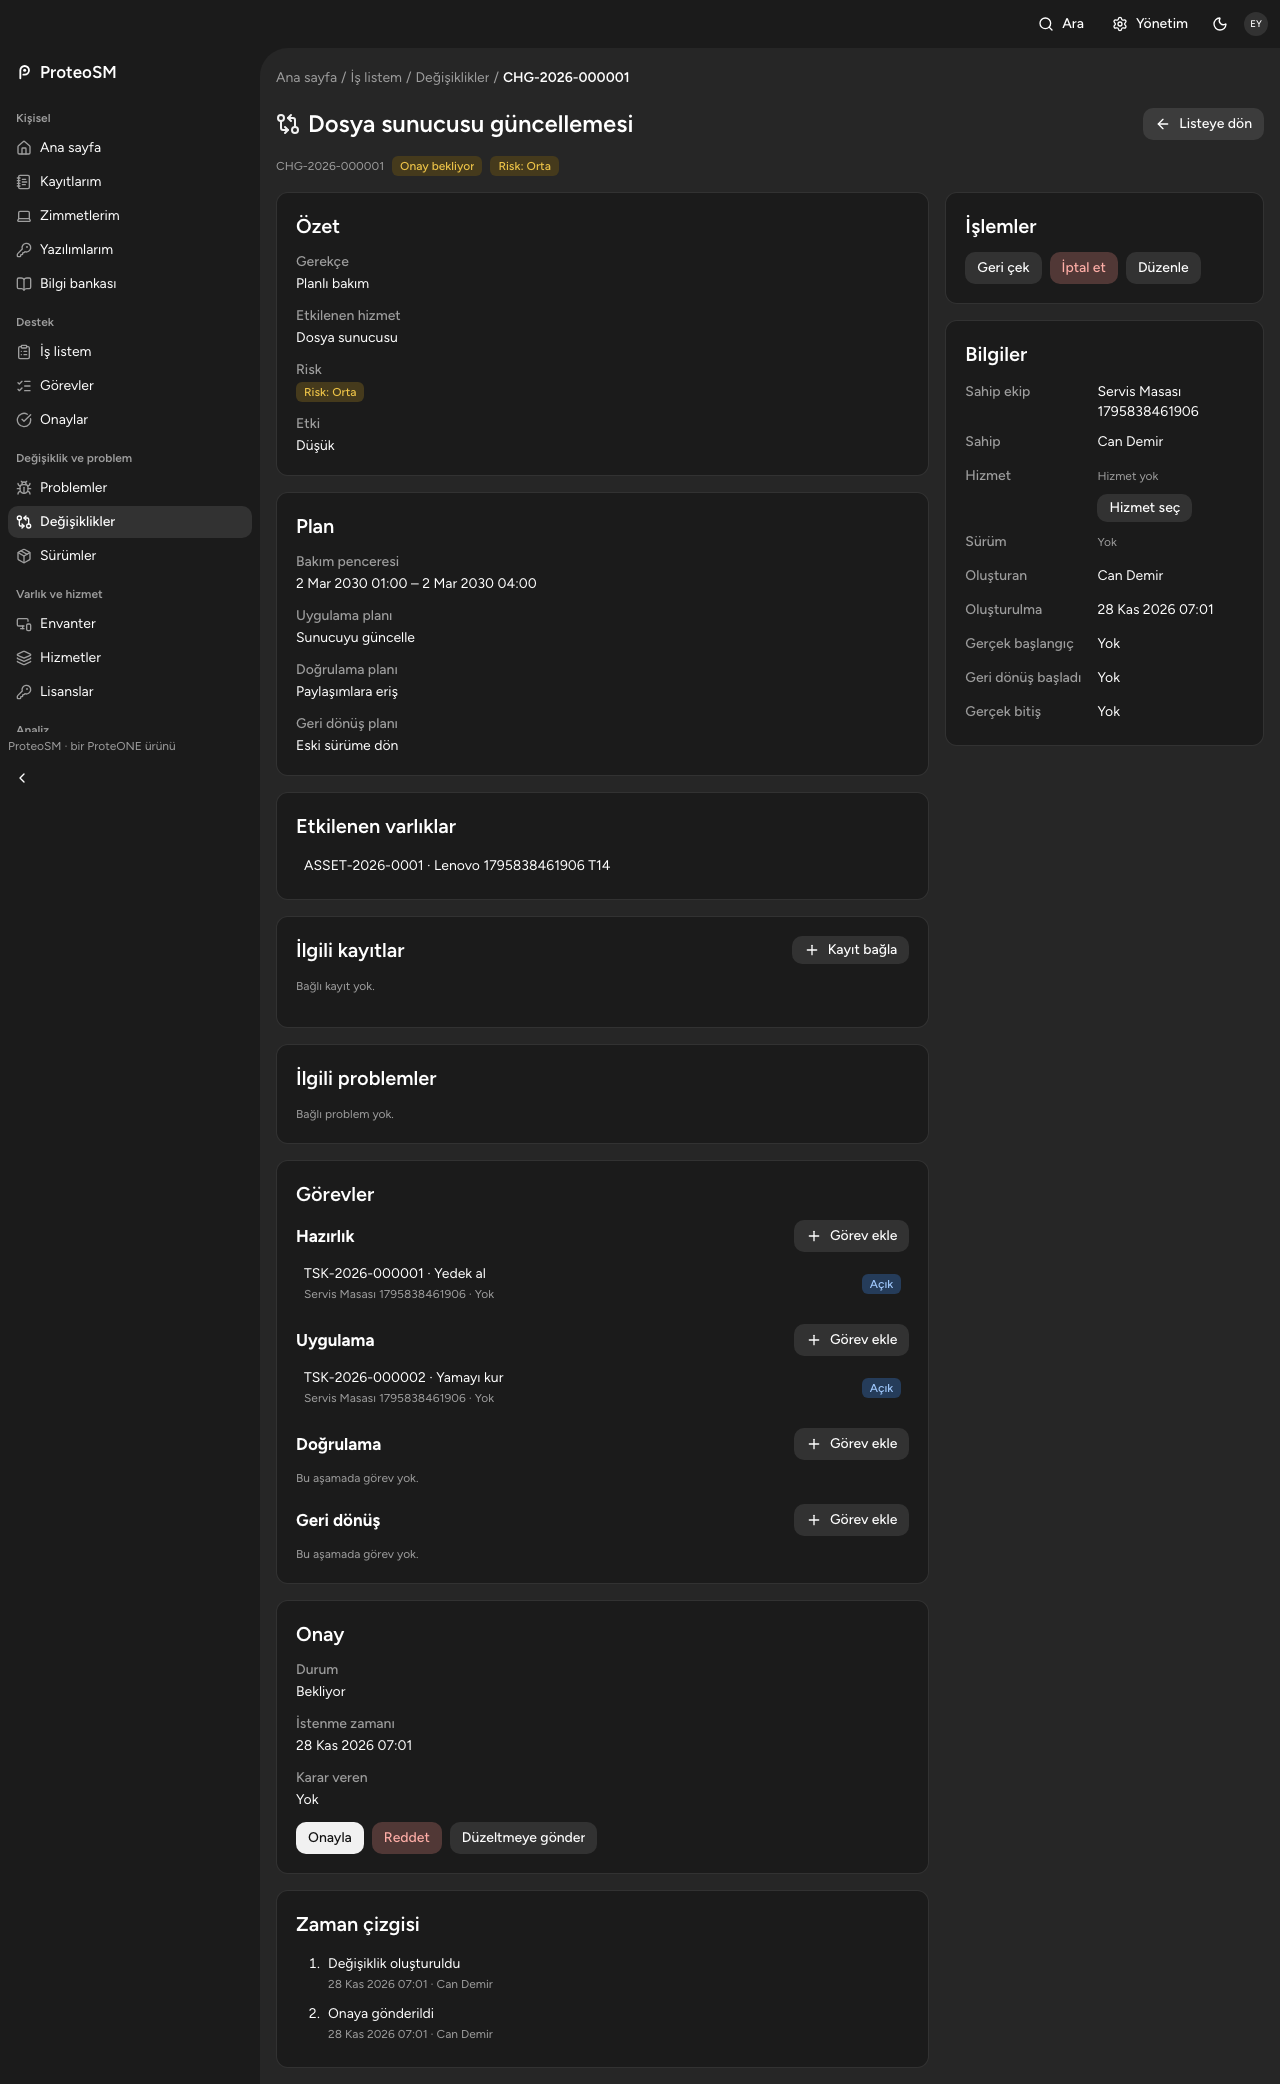 Ara
Yönetim
EY
ProteoSM
Kişisel
Ana sayfa
Kayıtlarım
Zimmetlerim
Yazılımlarım
Bilgi bankası
Destek
İş listem
Görevler
Onaylar
Değişiklik ve problem
Problemler
Değişiklikler
Sürümler
Varlık ve hizmet
Envanter
Hizmetler
Lisanslar
Analiz
ProteoSM · bir ProteONE ürünü
Ana sayfa / İş listem / Değişiklikler / CHG-2026-000001
Dosya sunucusu güncellemesi
Listeye dön
CHG-2026-000001 Onay bekliyor Risk: Orta
Özet
Gerekçe
Planlı bakım
Etkilenen hizmet
Dosya sunucusu
Risk
Risk: Orta
Etki
Düşük
Plan
Bakım penceresi
2 Mar 2030 01:00 – 2 Mar 2030 04:00
Uygulama planı
Sunucuyu güncelle
Doğrulama planı
Paylaşımlara eriş
Geri dönüş planı
Eski sürüme dön
Etkilenen varlıklar
ASSET-2026-0001 · Lenovo 1795838461906 T14
İlgili kayıtlar
Kayıt bağla
Bağlı kayıt yok.
İlgili problemler
Bağlı problem yok.
Görevler
Hazırlık
Görev ekle
TSK-2026-000001 · Yedek al
Servis Masası 1795838461906 · Yok
Açık
Uygulama
Görev ekle
TSK-2026-000002 · Yamayı kur
Servis Masası 1795838461906 · Yok
Açık
Doğrulama
Görev ekle
Bu aşamada görev yok.
Geri dönüş
Görev ekle
Bu aşamada görev yok.
Onay
Durum
Bekliyor
İstenme zamanı
28 Kas 2026 07:01
Karar veren
Yok
Onayla Reddet Düzeltmeye gönder
Zaman çizgisi
1. Değişiklik oluşturuldu
28 Kas 2026 07:01 · Can Demir
2. Onaya gönderildi
28 Kas 2026 07:01 · Can Demir
İşlemler
Geri çek İptal et Düzenle
Bilgiler
Sahip ekip Servis Masası
1795838461906
Sahip Can Demir
Hizmet Hizmet yok
Hizmet seç
Sürüm Yok
Oluşturan Can Demir
Oluşturulma 28 Kas 2026 07:01
Gerçek başlangıç Yok
Geri dönüş başladı Yok
Gerçek bitiş Yok